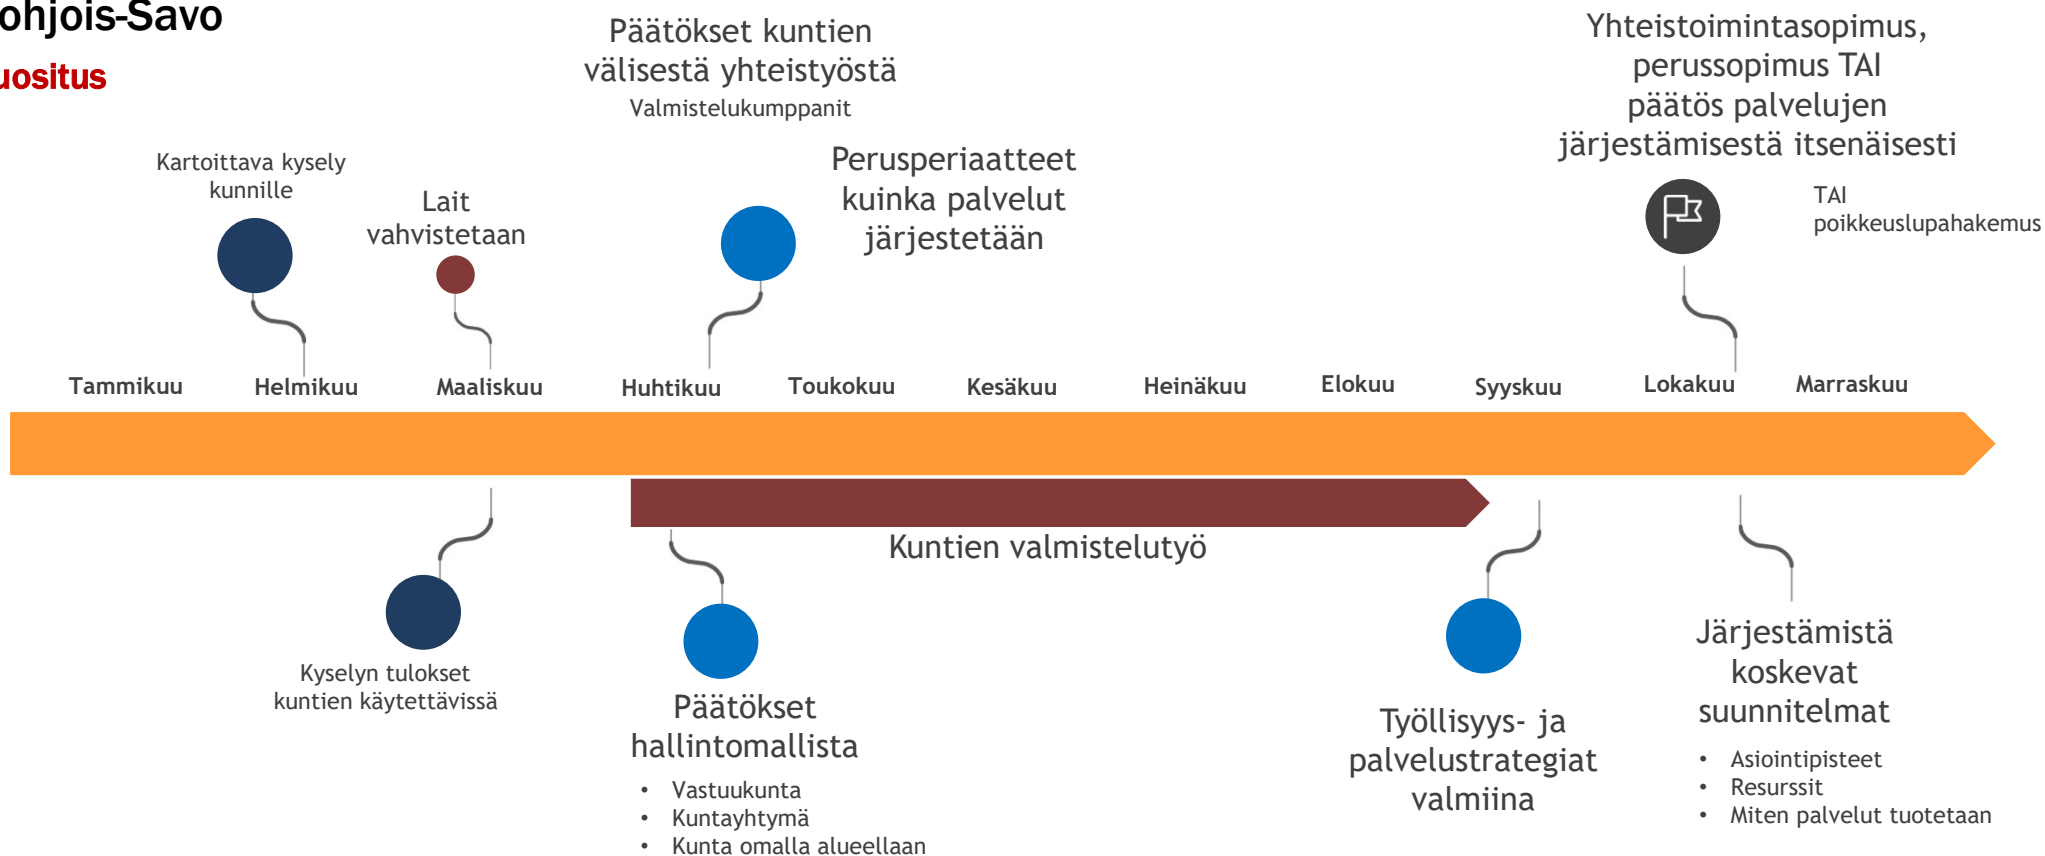 ohjois-Savo
uositus
Päätökset kuntien
välisestä yhteistyöstä
Valmistelukumppanit
Yhteistoimintasopimus,
perussopimus TAI
päätös palvelujen
järjestämisestä itsenäisesti
Kartoittava kysely
kunnille
Lait
vahvistetaan
Perusperiaatteet
kuinka palvelut
järjestetään
TAI
poikkeuslupahakemus
Tammikuu
Helmikuu
Maaliskuu
Huhtikuu
Toukokuu
Kesäkuu
Heinäkuu
Elokuu
Syyskuu
Lokakuu
Marraskuu
Kuntien valmistelutyö
Kyselyn tulokset
kuntien käytettävissä
Päätökset
hallintomallista
• Vastuukunta
• Kuntayhtymä
• Kunta omalla alueellaan
Työllisyys- ja
palvelustrategiat
valmiina
Järjestämistä
koskevat
suunnitelmat
• Asiointipisteet
• Resurssit
• Miten palvelut tuotetaan